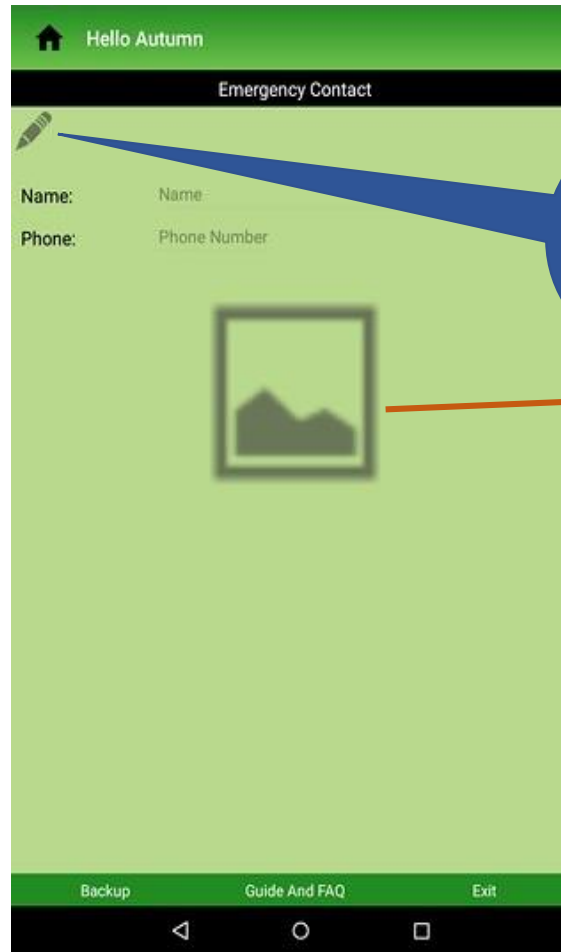 Hello Autumn
Emergency Contact
Name: Name
Phone: Phone Number
Backup Guide And FAQ Exit